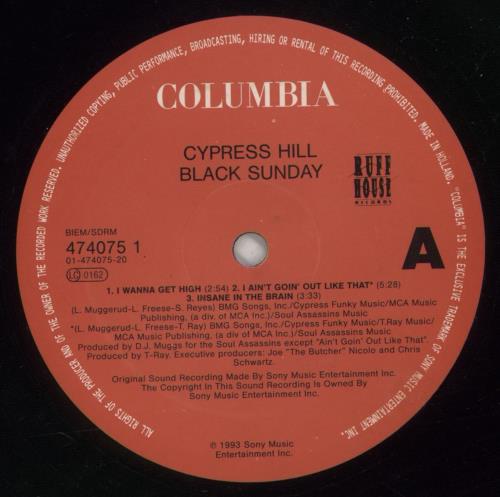 ALL RIGHTS OF THE PRODUCER AND OF THE OWNER OF THE RECORDED WORK RESERVED. UNAUTHORIZED COPYING, PUBLIC PERFORMANCE, BROADCASTING, HIRING OR RENTAL OF THIS RECORDING PROHIBITED. MADE IN HOLLAND. "COLUMBIA" IS THE EXCLUSIVE TRADEMARK OF SONY MUSIC ENTERTAINMENT INC.
COLUMBIA
CYPRESS HILL
BLACK SUNDAY
RUFF
HOUSE
RECORDS
BIEM/SDRM
474075 1
01-474075-20
LC 0162
A
1. I WANNA GET HIGH (2:54) 2. I AIN'T GOIN' OUT LIKE THAT* (5:28)
3. INSANE IN THE BRAIN (3:33)
(L. Muggerud-L. Freese-S. Reyes) BMG Songs, Inc./Cypress Funky Music/MCA Music
Publishing, (a div. of MCA Inc.)/Soul Assassins Music
*(L. Muggerud-L. Freese-T. Ray) BMG Songs, Inc./Cypress Funky Music/T.Ray Music/
MCA Music Publishing, (a div of MCA Inc.)/Soul Assassins Music
Produced by D.J. Muggs for the Soul Assassins except "Ain't Goin' Out Like That".
Produced by T-Ray. Executive producers: Joe "The Butcher" Nicolo and Chris
Schwartz.
Original Sound Recording Made By Sony Music Entertainment Inc.
The Copyright In This Sound Recording Is Owned By
Sony Music Entertainment Inc.
℗ 1993 Sony Music
Entertainment Inc.